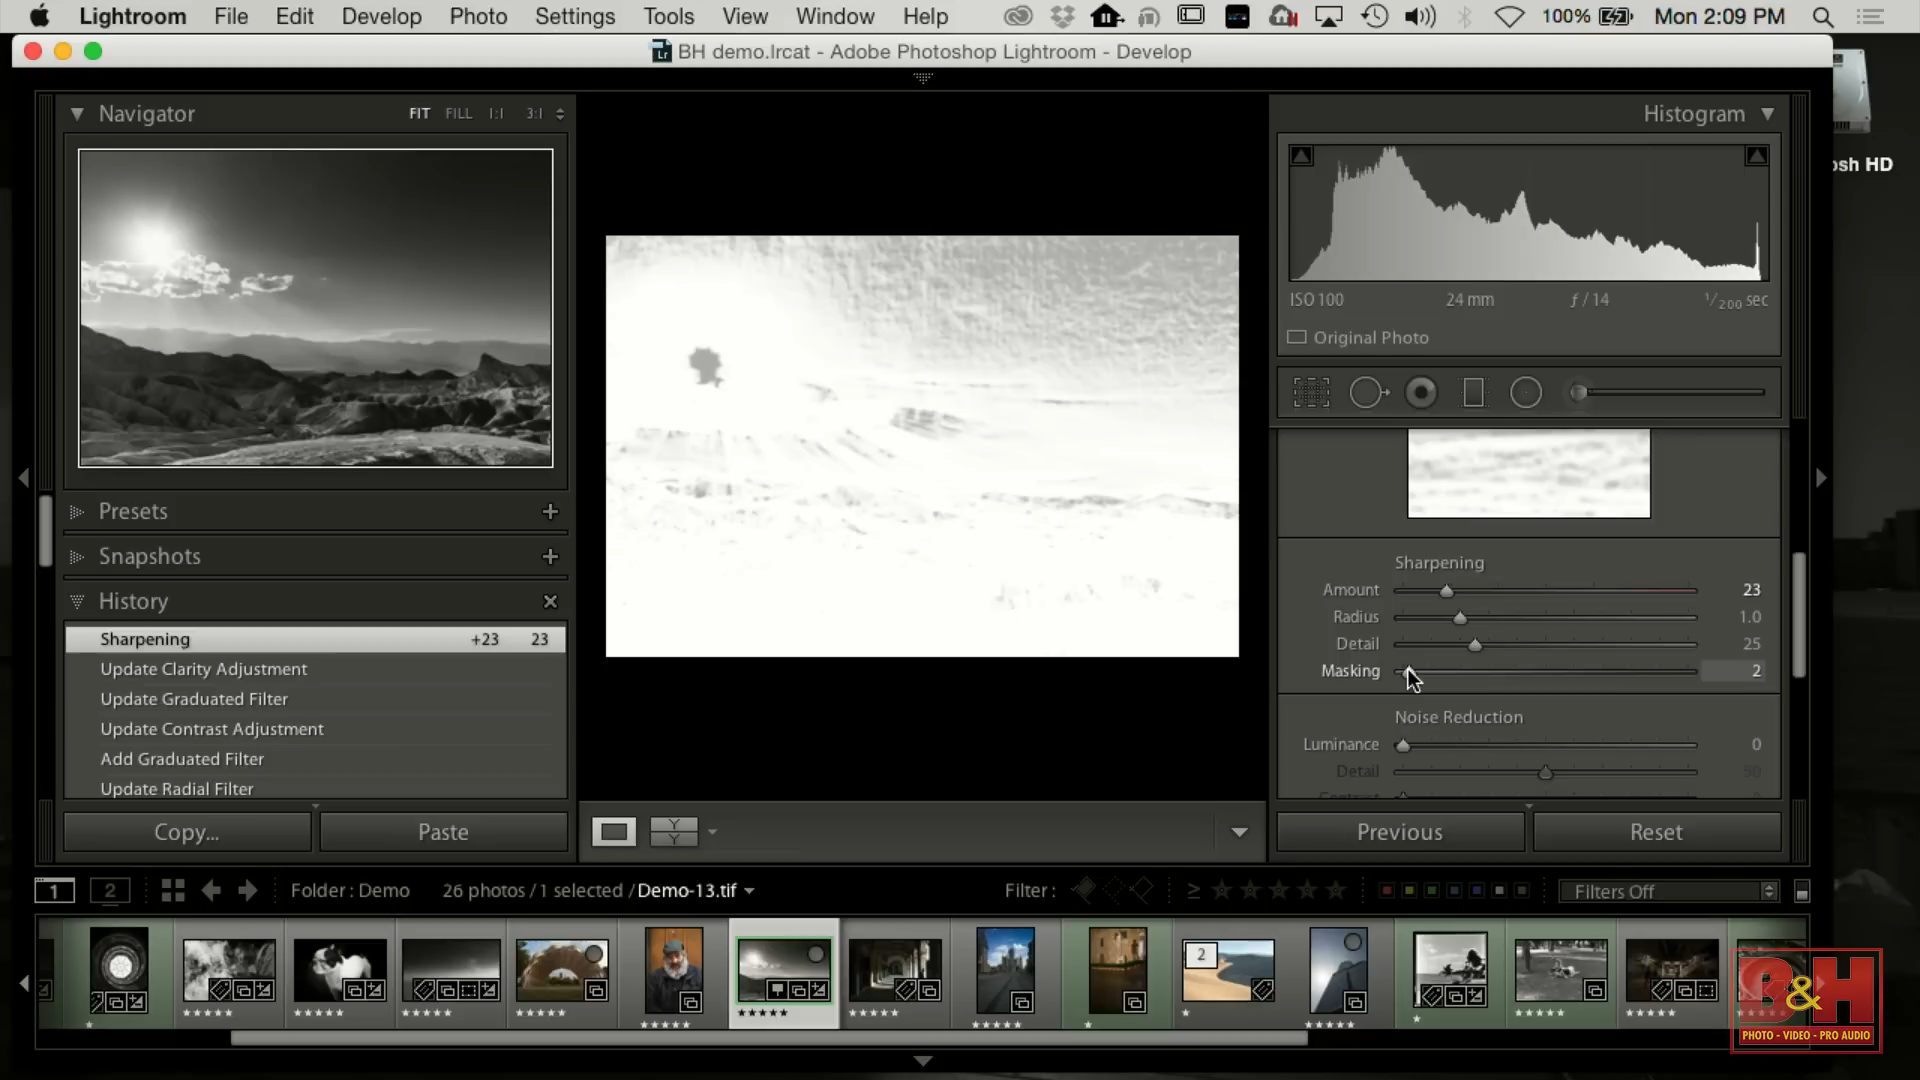 Lightroom File Edit Develop Photo Settings Tools View Window Help 100% Mon 2:09 PM
BH demo.lrcat - Adobe Photoshop Lightroom - Develop
Navigator FIT FILL 1:1 3:1
Histogram
osh HD
ISO 100 24 mm ƒ / 14 1/200 sec
Original Photo
Presets
Snapshots
History
Sharpening +23 23
Update Clarity Adjustment
Update Graduated Filter
Update Contrast Adjustment
Add Graduated Filter
Update Radial Filter
Copy... Paste
Sharpening
Amount 23
Radius 1.0
Detail 25
Masking 2
Noise Reduction
Luminance 0
Detail 50
Contrast
Previous Reset
1 2 Folder : Demo 26 photos / 1 selected / Demo-13.tif Filter : Filters Off
2
B&H
PHOTO - VIDEO - PRO AUDIO